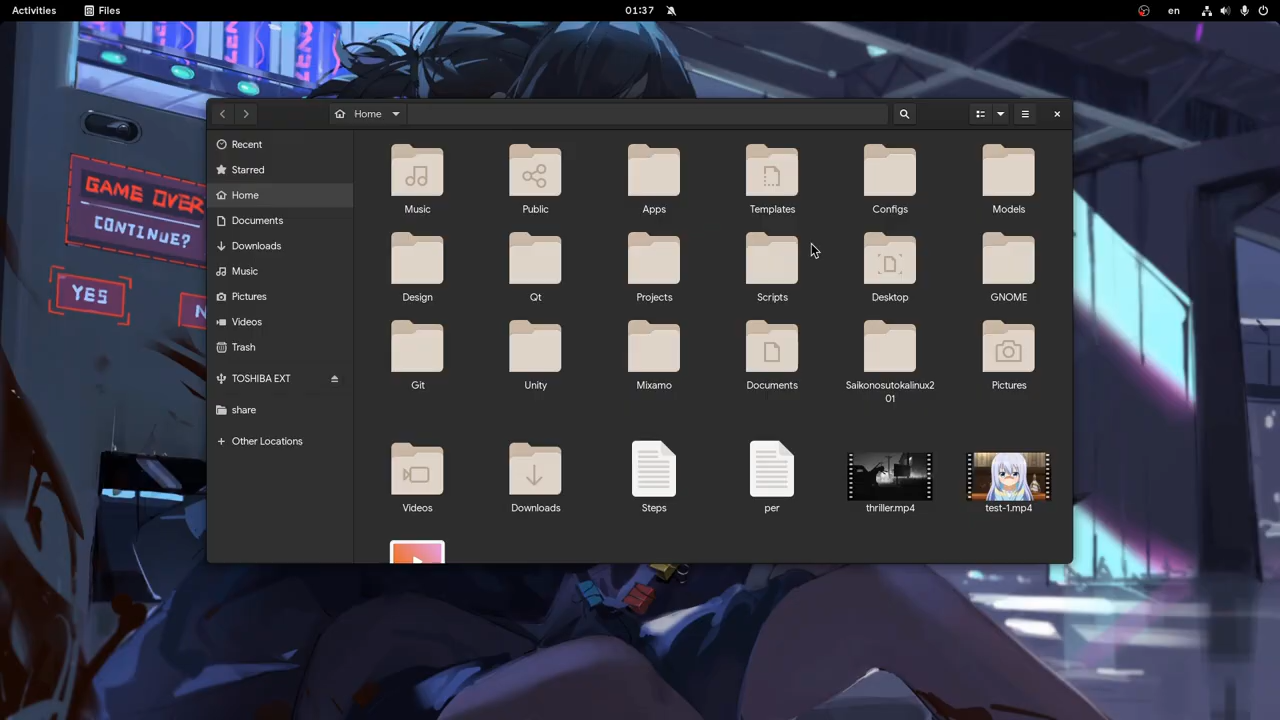 Activities
Files
01:37
en
GAME OVER
CONTINUE?
YES
N
Home
Recent
Starred
Home
Documents
Downloads
Music
Pictures
Videos
Trash
TOSHIBA EXT
share
+ Other Locations
Music
Public
Apps
Templates
Configs
Models
Design
Qt
Projects
Scripts
Desktop
GNOME
Git
Unity
Mixamo
Documents
Saikonosutokalinux2
01
Pictures
Videos
Downloads
Steps
per
thriller.mp4
test-1.mp4